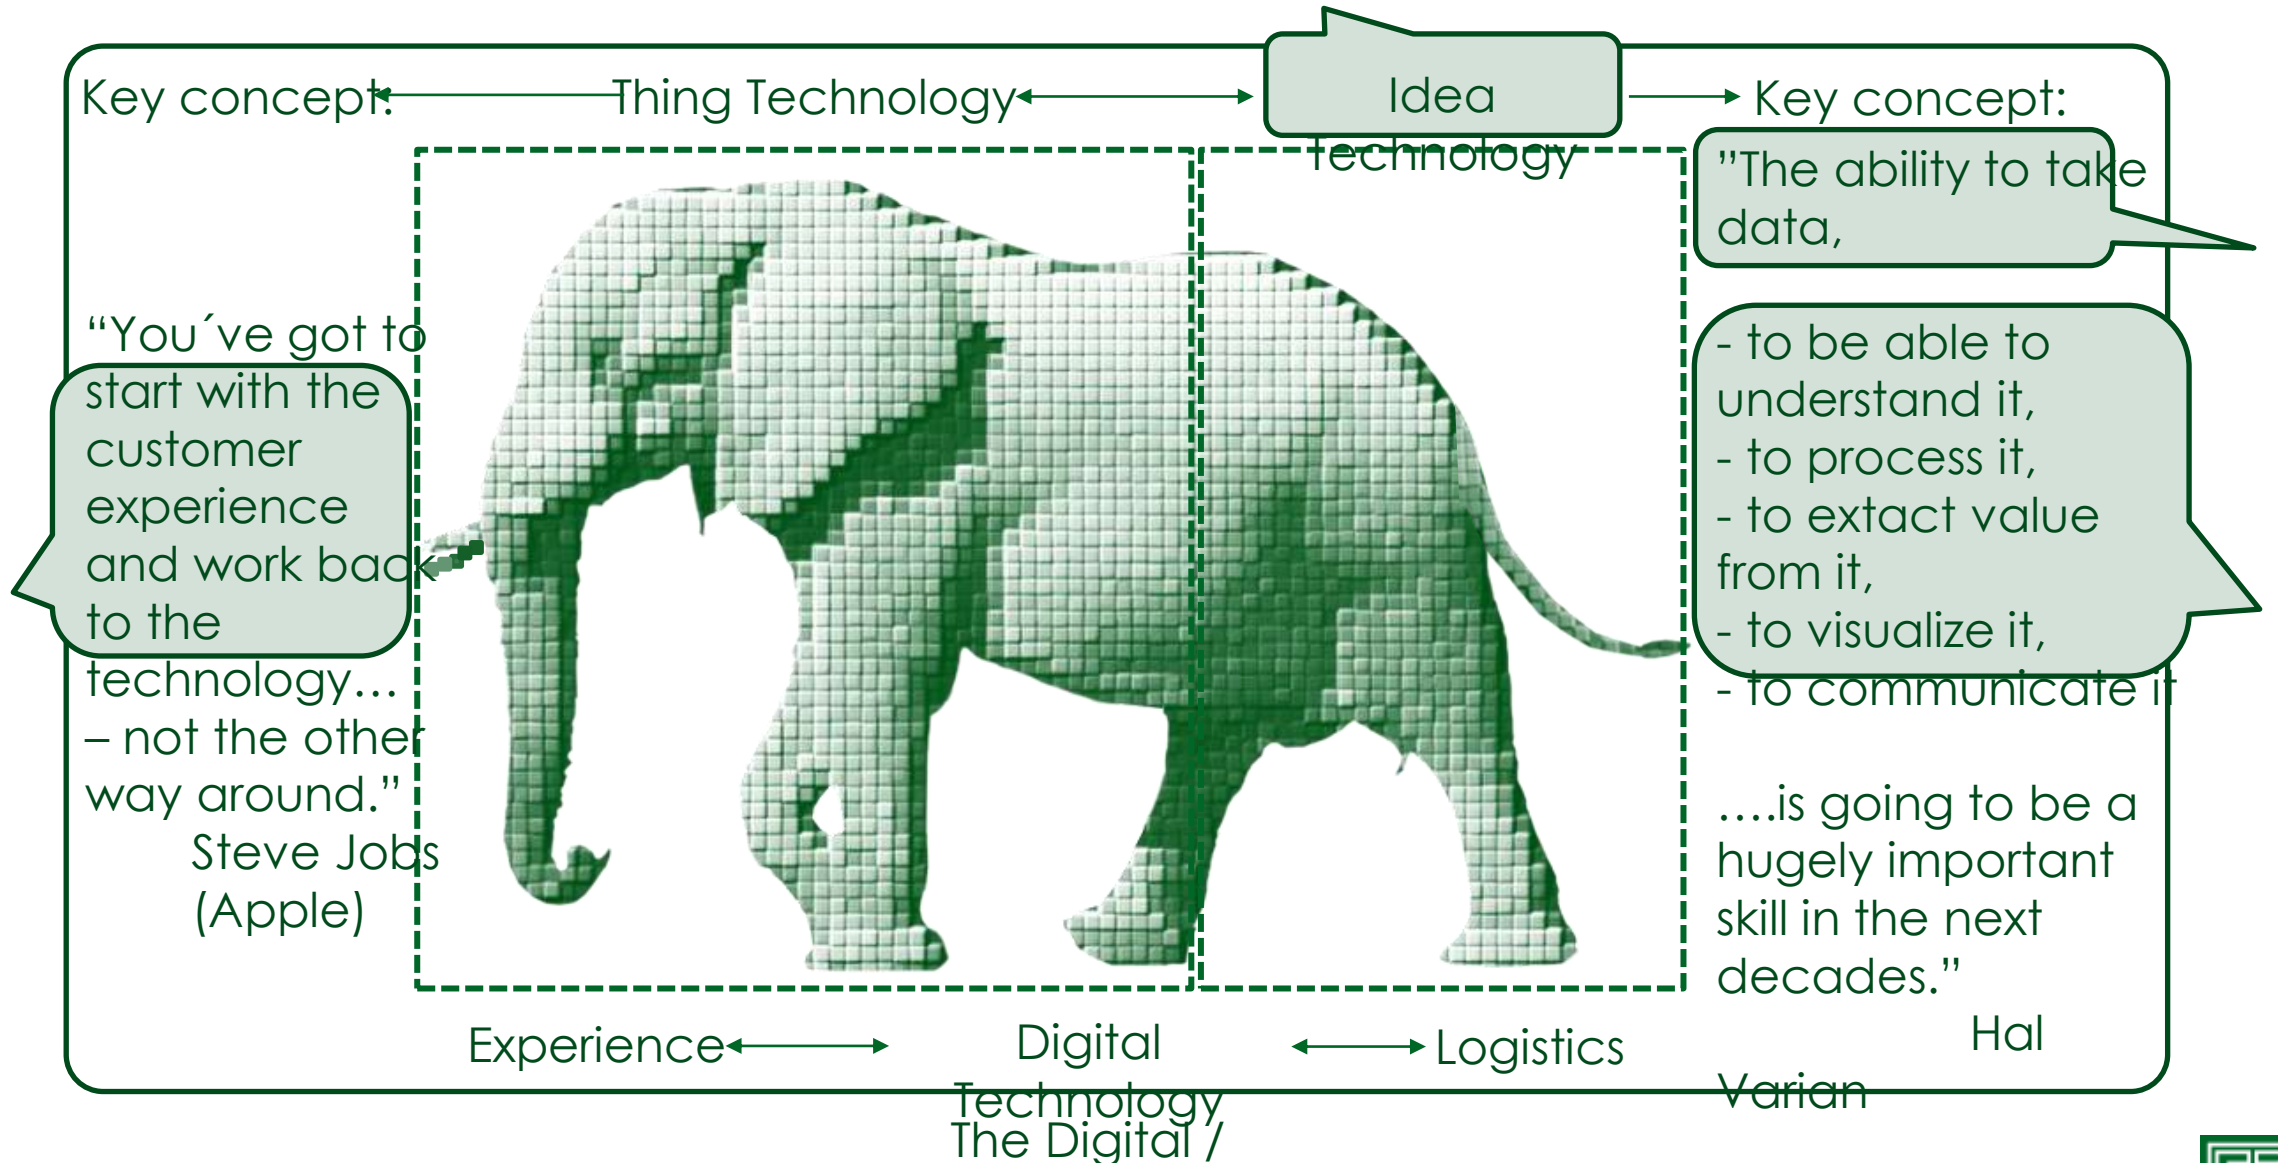 Key concept:
Thing Technology
Idea
Technology
Key concept:
“You´ve got to
start with the
customer
experience
and work back
to the
technology…
– not the other
way around.”
Steve Jobs
(Apple)
”The ability to take
data,
- to be able to
understand it,
- to process it,
- to extact value
from it,
- to visualize it,
- to communicate it
….is going to be a
hugely important
skill in the next
decades.”
Hal
Varian
Experience
Digital
Technology
Logistics
The Digital /